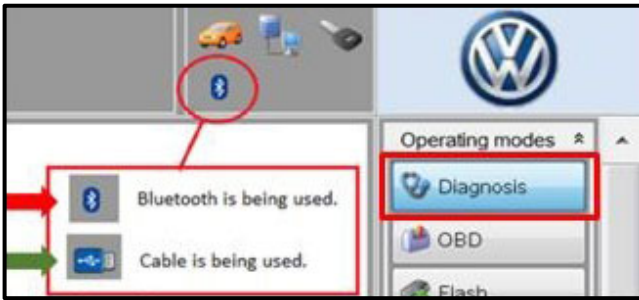 Operating modes
Diagnosis
OBD
Flash
Bluetooth is being used.
Cable is being used.